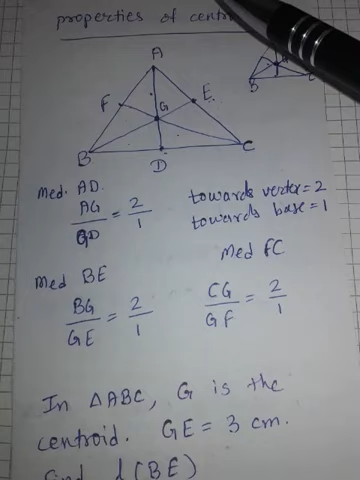 properties of centr
A
F
E
G
B
D
C
B
Med. AD.
AG/GD = 2/1
towards vertex = 2
towards base = 1
Med BE
BG/GE = 2/1
Med FC
CG/GF = 2/1
In ΔABC, G is the
centroid. GE = 3 cm.
find l(BE)